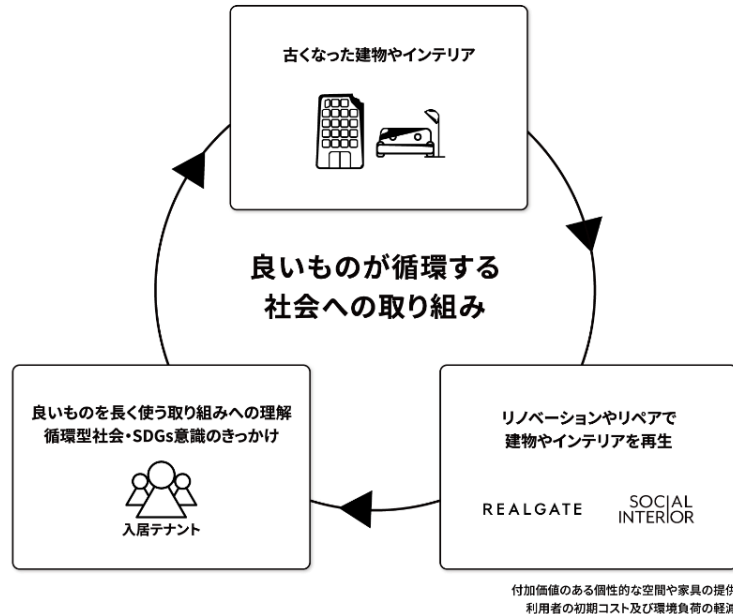 古くなった建物やインテリア
良いものが循環する
社会への取り組み
良いものを長く使う取り組みへの理解
循環型社会・SDGs意識のきっかけ
入居テナント
リノベーションやリペアで
建物やインテリアを再生
REALGATE
SOCIAL
INTERIOR
付加価値のある個性的な空間や家具の提供
利用者の初期コスト及び環境負荷の軽減